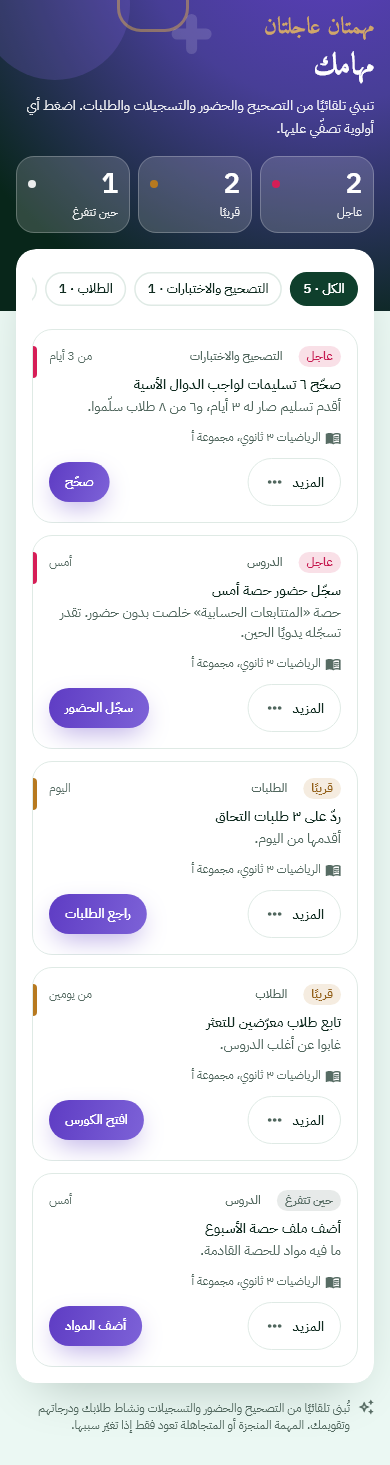 مهمتان عاجلتان
مهامك
تنبني تلقائيًا من التصحيح والحضور والتسجيلات والطلبات. اضغط أي
أولوية تصفّي عليها.
2
عاجل
2
قريبًا
1
حين تتفرغ
الكل · 5
التصحيح والاختبارات · 1
الطلاب · 1
عاجل
التصحيح والاختبارات
من 3 أيام
صحّح ٦ تسليمات لواجب الدوال الأسية
أقدم تسليم صار له ٣ أيام، و٦ من ٨ طلاب سلّموا.
الرياضيات ٣ ثانوي، مجموعة أ
المزيد
صحّح
عاجل
الدروس
أمس
سجّل حضور حصة أمس
حصة «المتتابعات الحسابية» خلصت بدون حضور. تقدر
تسجّله يدويًا الحين.
الرياضيات ٣ ثانوي، مجموعة أ
المزيد
سجّل الحضور
قريبًا
الطلبات
اليوم
ردّ على ٣ طلبات التحاق
أقدمها من اليوم.
الرياضيات ٣ ثانوي، مجموعة أ
المزيد
راجع الطلبات
قريبًا
الطلاب
من يومين
تابع طلاب معرّضين للتعثر
غابوا عن أغلب الدروس.
الرياضيات ٣ ثانوي، مجموعة أ
المزيد
افتح الكورس
حين تتفرغ
الدروس
أمس
أضف ملف حصة الأسبوع
ما فيه مواد للحصة القادمة.
الرياضيات ٣ ثانوي، مجموعة أ
المزيد
أضف المواد
تُبنى تلقائيًا من التصحيح والحضور والتسجيلات ونشاط طلابك ودرجاتهم
وتقويمك. المهمة المنجزة أو المتجاهلة تعود فقط إذا تغيّر سببها.